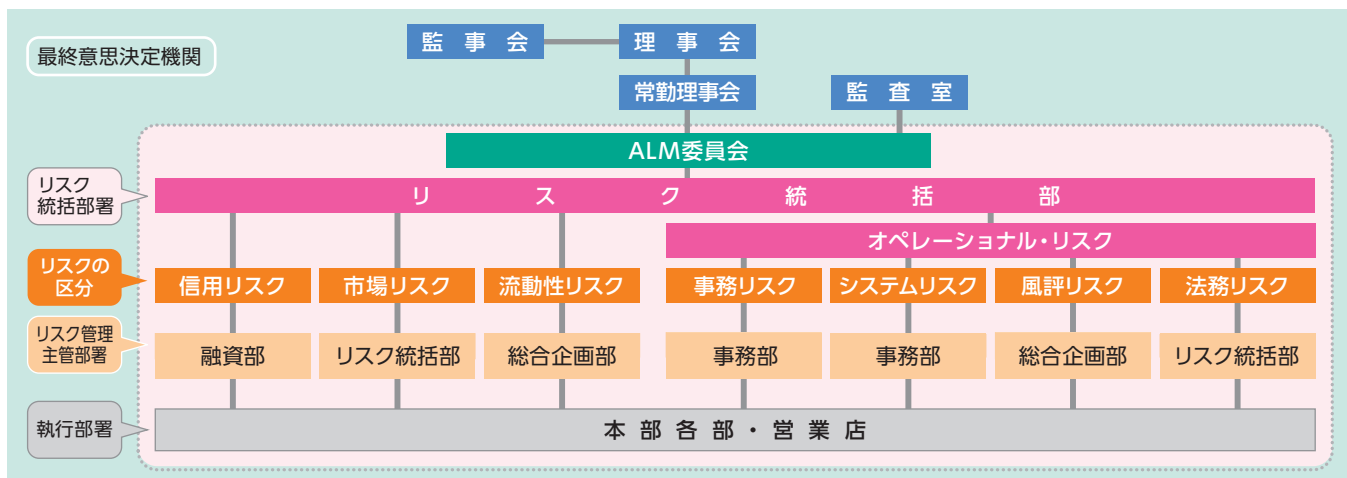 最終意思決定機関
監事会
理事会
常勤理事会
監査室
ALM委員会
リスク
統括部署
リスク統括部
オペレーショナル・リスク
リスクの
区分
信用リスク
市場リスク
流動性リスク
事務リスク
システムリスク
風評リスク
法務リスク
リスク管理
主管部署
融資部
リスク統括部
総合企画部
事務部
事務部
総合企画部
リスク統括部
執行部署
本部各部・営業店